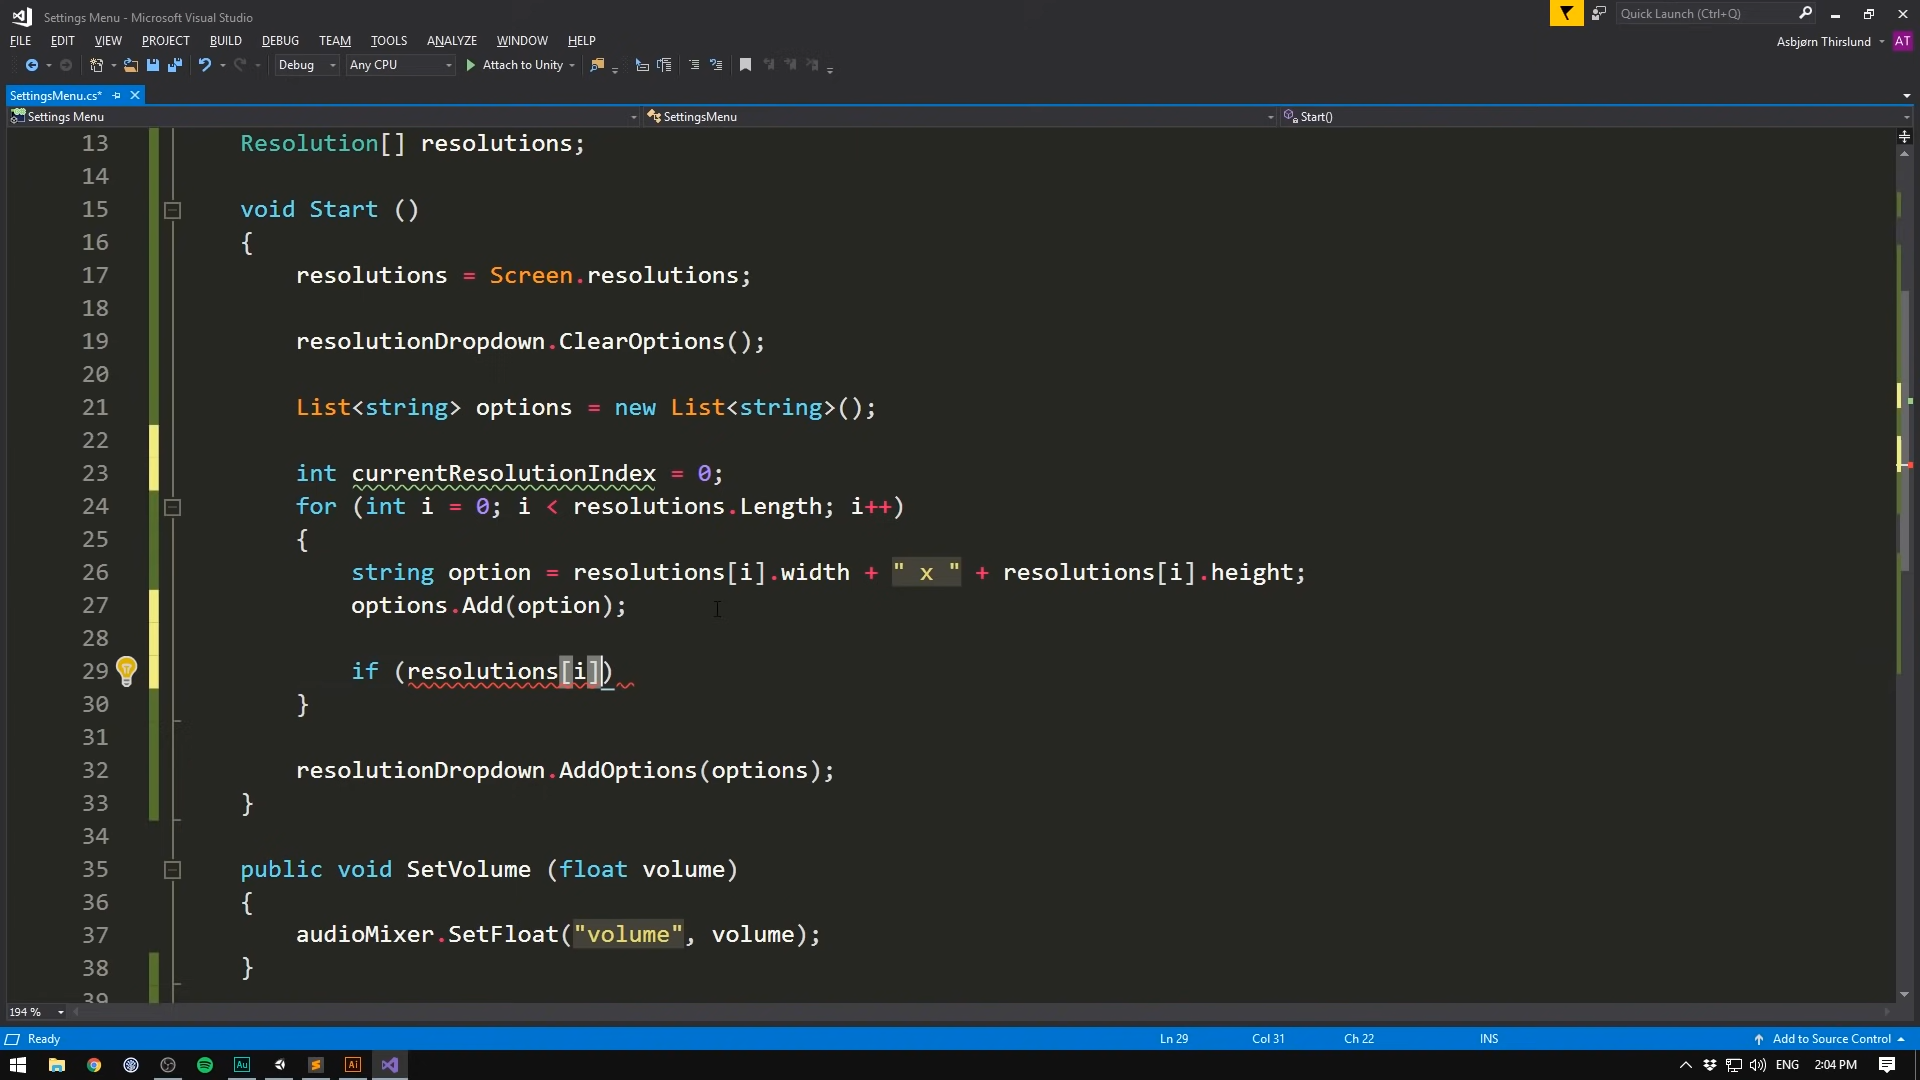 Settings Menu - Microsoft Visual Studio
Quick Launch (Ctrl+Q)
FILE EDIT VIEW PROJECT BUILD DEBUG TEAM TOOLS ANALYZE WINDOW HELP
Asbjørn Thirslund AT
Debug Any CPU Attach to Unity
SettingsMenu.cs*
Settings Menu SettingsMenu Start()
13 Resolution[] resolutions;
14
15 void Start ()
16 {
17 resolutions = Screen.resolutions;
18
19 resolutionDropdown.ClearOptions();
20
21 List<string> options = new List<string>();
22
23 int currentResolutionIndex = 0;
24 for (int i = 0; i < resolutions.Length; i++)
25 {
26 string option = resolutions[i].width + " x " + resolutions[i].height;
27 options.Add(option);
28
29 if (resolutions[i])
30 }
31
32 resolutionDropdown.AddOptions(options);
33 }
34
35 public void SetVolume (float volume)
36 {
37 audioMixer.SetFloat("volume", volume);
38 }
39
194 %
Ready Ln 29 Col 31 Ch 22 INS Add to Source Control
Au Ai ENG 2:04 PM